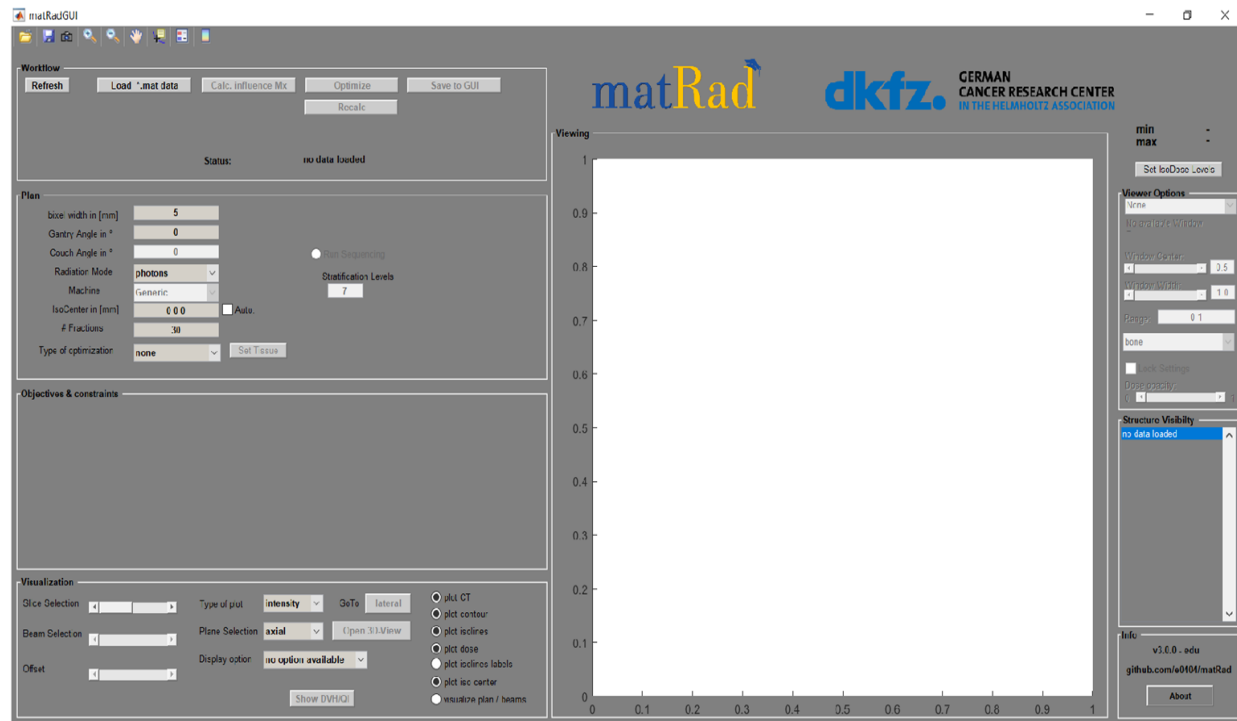 matRadGUI
Workflow
Refresh
Load *.mat data
Calc. influence Mx
Optimize
Save to GUI
Recalc
Status:
no data loaded
Plan
bixel width in [mm]
5
Gantry Angle in °
0
Couch Angle in °
0
Radiation Mode
photons
Machine
Generic
IsoCenter in [mm]
0 0 0
Auto.
# Fractions
30
Type of optimization
none
Set Tissue
Run Sequencing
Stratification Levels
7
Objectives & constraints
Visualization
Slice Selection
Beam Selection
Offset
Type of plot
intensity
GoTo
lateral
Plane Selection
axial
Open 3D-View
Display option
no option available
Show DVH/QI
plot CT
plot contour
plot isolines
plot dose
plot isolines labels
plot iso center
visualize plan / beams
matRad
dkfz.
GERMAN
CANCER RESEARCH CENTER
IN THE HELMHOLTZ ASSOCIATION
Viewing
1
0.9
0.8
0.7
0.6
0.5
0.4
0.3
0.2
0.1
0
0 0.1 0.2 0.3 0.4 0.5 0.6 0.7 0.8 0.9 1
min -
max -
Set IsoDose Levels
Viewer Options
None
Window Center:
0.5
Window Width:
1.0
Range:
0 1
bone
Lock Settings
Dose opacity:
Structure Visibilty
no data loaded
Info
v3.0.0 - edu
github.com/e0404/matRad
About